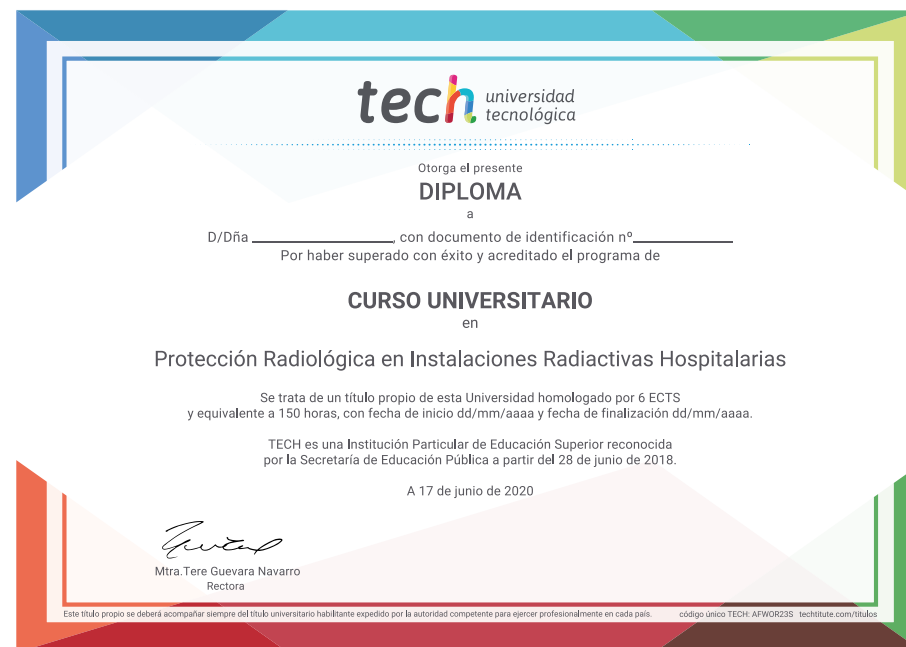 tech universidad
tecnológica
Otorga el presente
DIPLOMA
a
D/Dña ____________________, con documento de identificación nº______________
Por haber superado con éxito y acreditado el programa de
CURSO UNIVERSITARIO
en
Protección Radiológica en Instalaciones Radiactivas Hospitalarias
Se trata de un título propio de esta Universidad homologado por 6 ECTS
y equivalente a 150 horas, con fecha de inicio dd/mm/aaaa y fecha de finalización dd/mm/aaaa.
TECH es una Institución Particular de Educación Superior reconocida
por la Secretaría de Educación Pública a partir del 28 de junio de 2018.
A 17 de junio de 2020
Mtra.Tere Guevara Navarro
Rectora
Este título propio se deberá acompañar siempre del título universitario habilitante expedido por la autoridad competente para ejercer profesionalmente en cada país. código único TECH: AFWOR23S techtitute.com/títulos